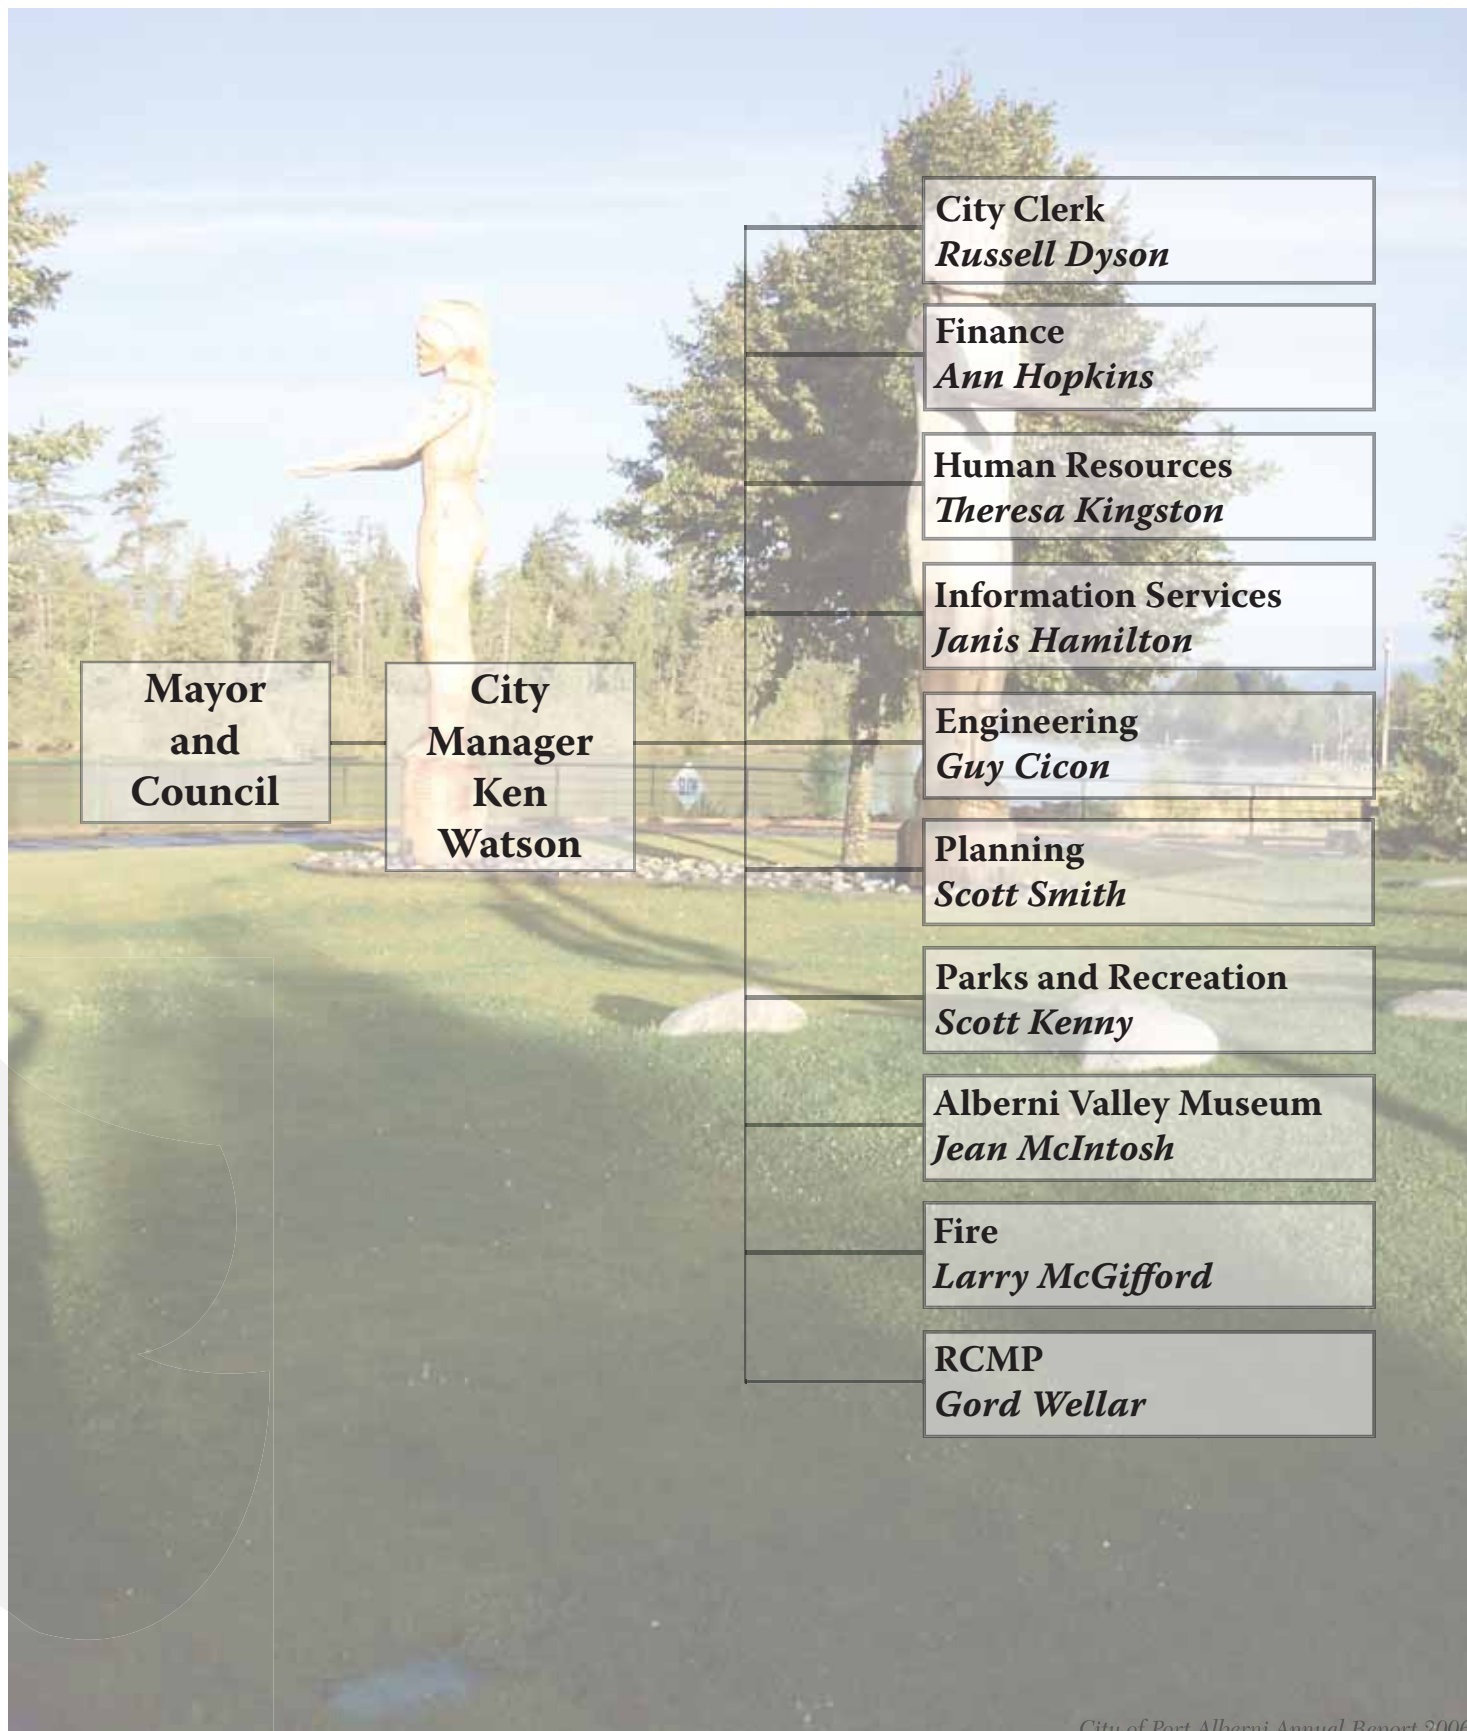 City Clerk
Russell Dyson
Finance
Ann Hopkins
Human Resources
Theresa Kingston
Information Services
Janis Hamilton
Mayor
and
Council
City
Manager
Ken
Watson
Engineering
Guy Cicon
Planning
Scott Smith
Parks and Recreation
Scott Kenny
Alberni Valley Museum
Jean McIntosh
Fire
Larry McGifford
RCMP
Gord Wellar
City of Port Alberni Annual Report